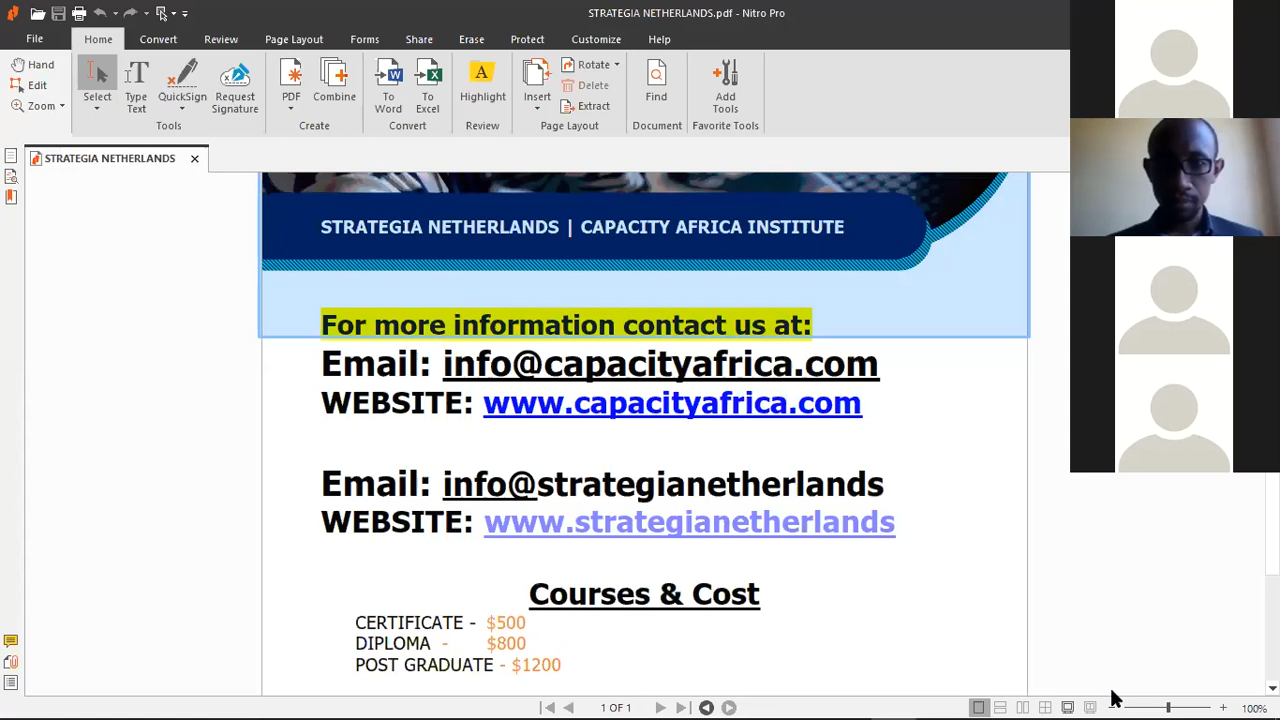 STRATEGIA NETHERLANDS.pdf - Nitro Pro
File Home Convert Review Page Layout Forms Share Erase Protect Customize Help
Hand
Edit
Zoom
Select
Type Text
QuickSign
Request Signature
Tools
PDF
Combine
Create
To Word
To Excel
Convert
Highlight
Review
Insert
Rotate
Delete
Extract
Page Layout
Find
Document
Add Tools
Favorite Tools
STRATEGIA NETHERLANDS
STRATEGIA NETHERLANDS | CAPACITY AFRICA INSTITUTE
For more information contact us at:
Email: info@capacityafrica.com
WEBSITE: www.capacityafrica.com
Email: info@strategianetherlands
WEBSITE: www.strategianetherlands
Courses & Cost
CERTIFICATE - $500
DIPLOMA - $800
POST GRADUATE - $1200
1 OF 1
100%